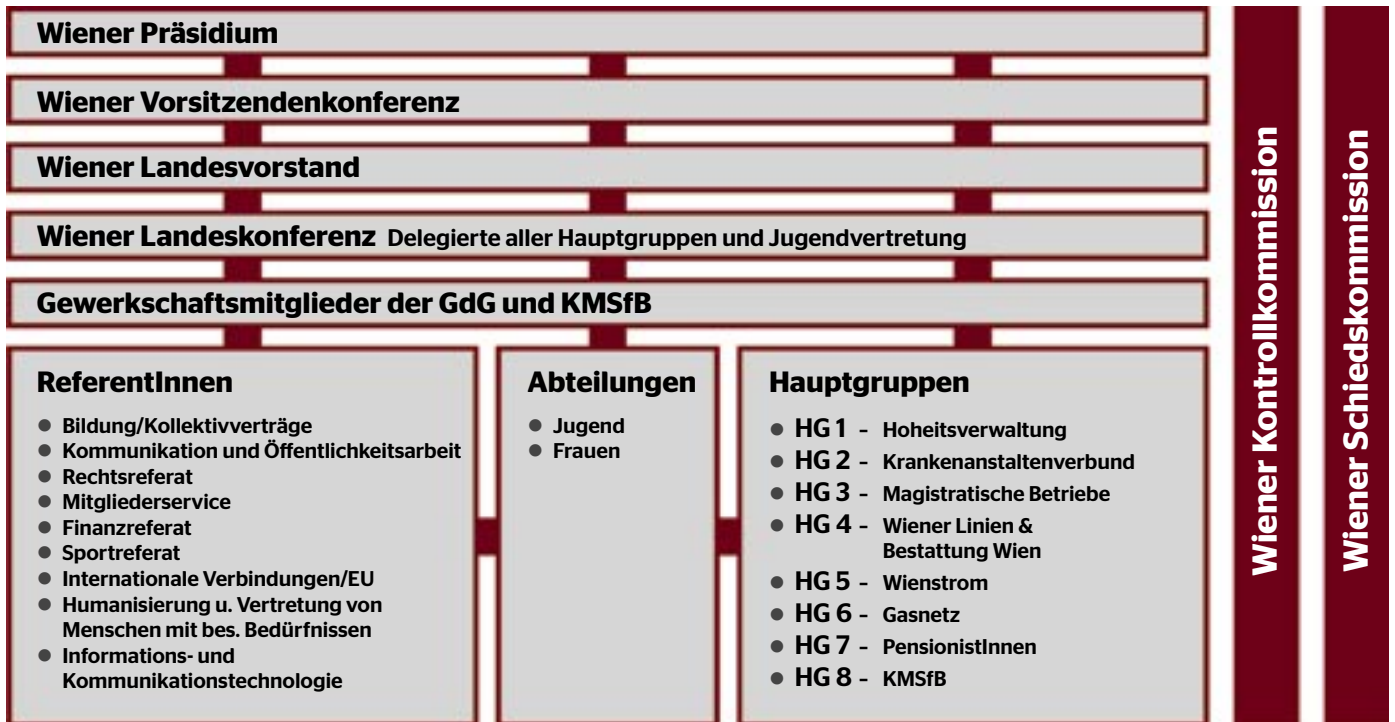 Wiener Präsidium
Wiener Vorsitzendenkonferenz
Wiener Landesvorstand
Wiener Landeskonferenz Delegierte aller Hauptgruppen und Jugendvertretung
Gewerkschaftsmitglieder der GdG und KMSfB
ReferentInnen
● Bildung/Kollektivverträge
● Kommunikation und Öffentlichkeitsarbeit
● Rechtsreferat
● Mitgliederservice
● Finanzreferat
● Sportreferat
● Internationale Verbindungen/EU
● Humanisierung u. Vertretung von
Menschen mit bes. Bedürfnissen
● Informations- und
Kommunikationstechnologie
Abteilungen
● Jugend
● Frauen
Hauptgruppen
● HG 1 – Hoheitsverwaltung
● HG 2 – Krankenanstaltenverbund
● HG 3 – Magistratische Betriebe
● HG 4 – Wiener Linien &
Bestattung Wien
● HG 5 – Wienstrom
● HG 6 – Gasnetz
● HG 7 – PensionistInnen
● HG 8 – KMSfB
Wiener Kontrollkommission
Wiener Schiedskommission